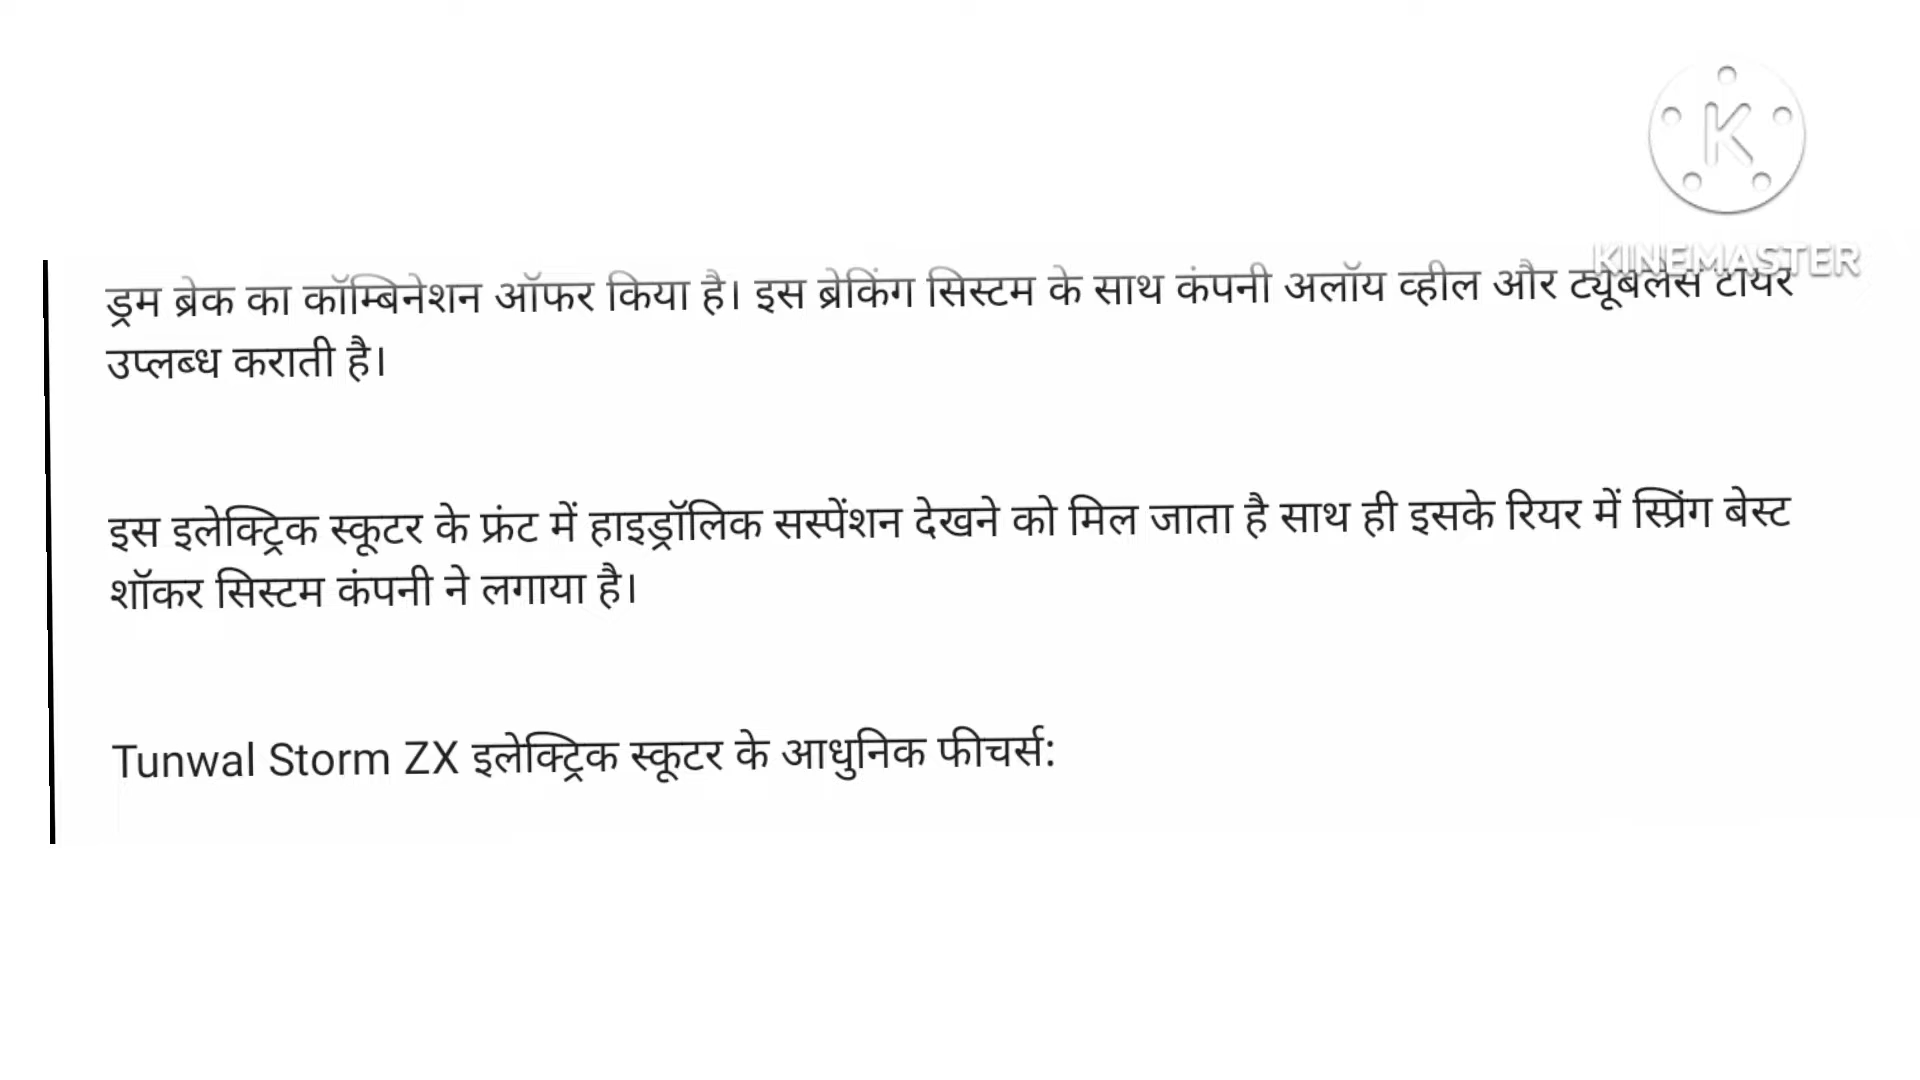 K
KINEMASTER
ड्रम ब्रेक का कॉम्बिनेशन ऑफर किया है। इस ब्रेकिंग सिस्टम के साथ कंपनी अलॉय व्हील और ट्यूबलेस टायर
उप्लब्ध कराती है।
इस इलेक्ट्रिक स्कूटर के फ्रंट में हाइड्रॉलिक सस्पेंशन देखने को मिल जाता है साथ ही इसके रियर में स्प्रिंग बेस्ट
शॉकर सिस्टम कंपनी ने लगाया है।
Tunwal Storm ZX इलेक्ट्रिक स्कूटर के आधुनिक फीचर्स: